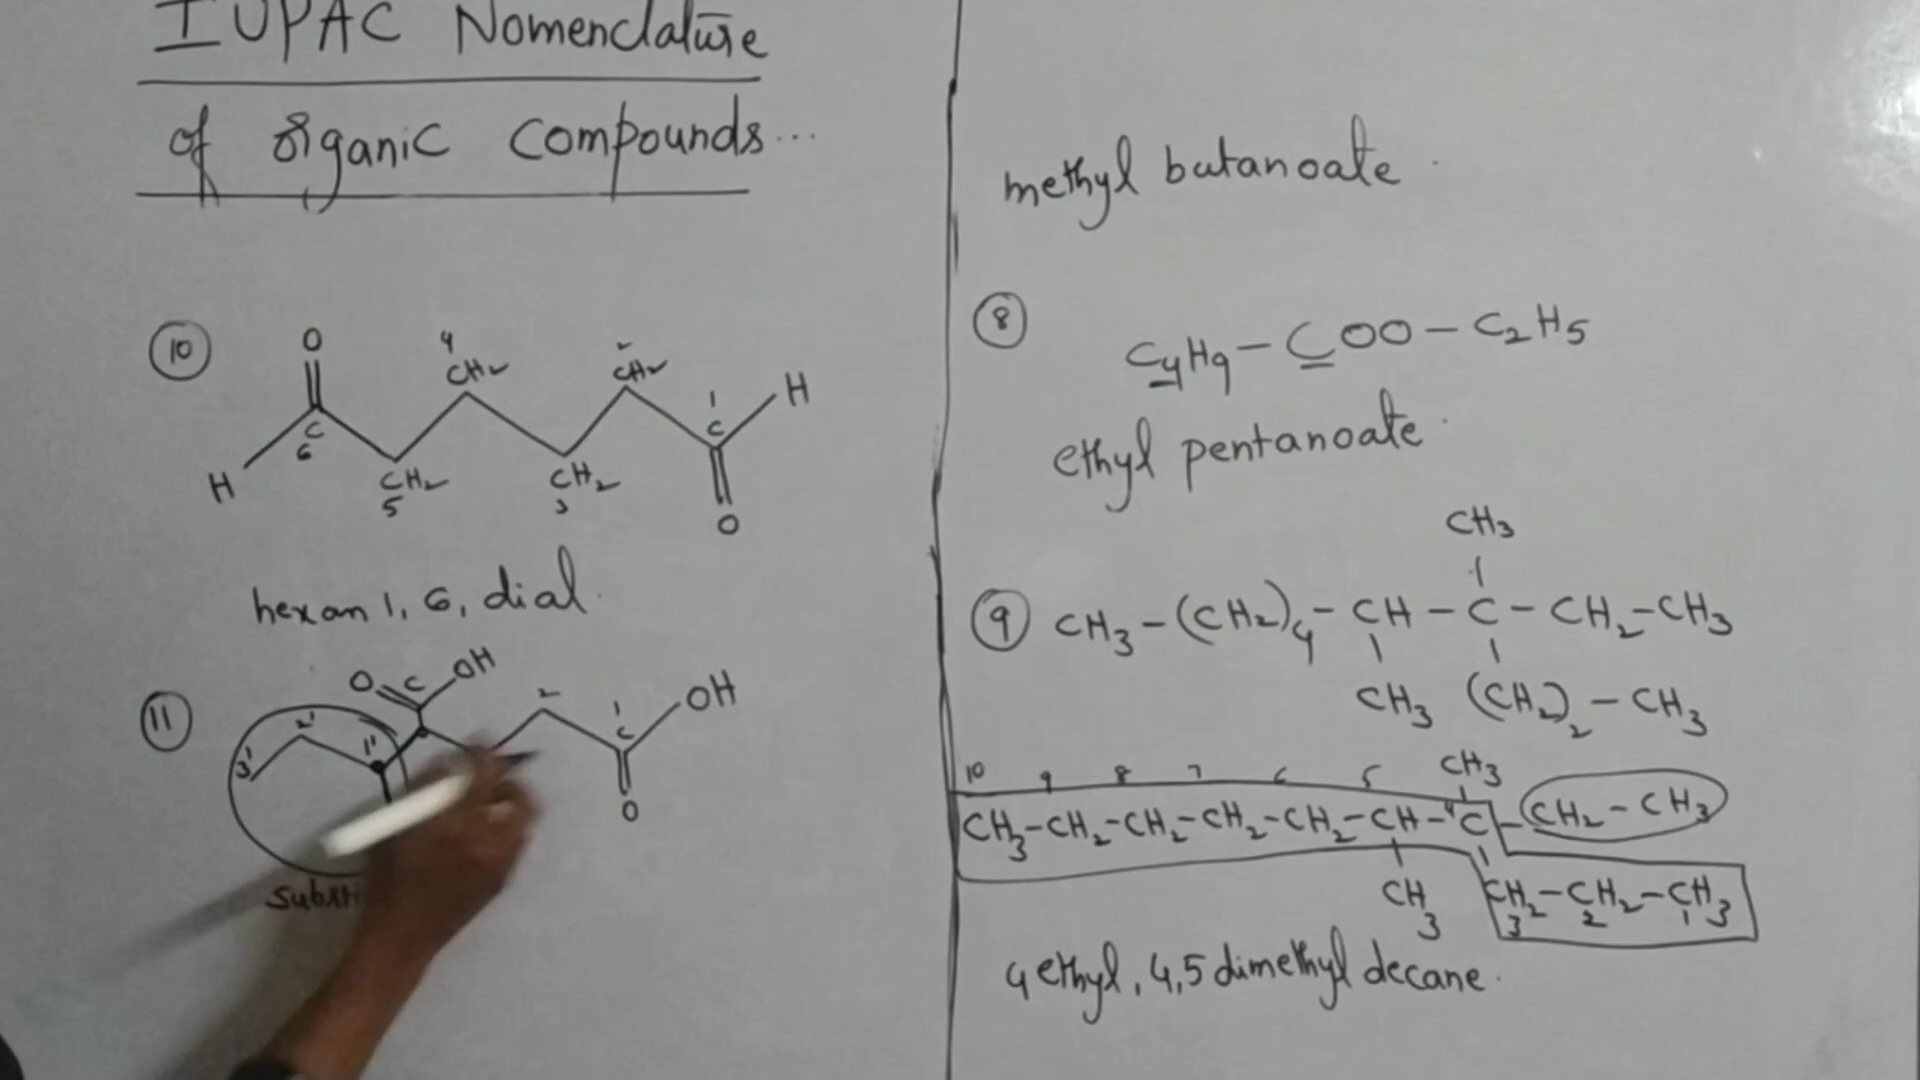 IUPAC Nomenclature
of organic compounds...
10
O
4
CH2
2
CH2
1
C
H
C
6
H
CH2
5
CH2
3
O
hexan 1, 6, dial.
11
O C OH
2
1
C
OH
3' 2' 1'
O
methyl butanoate.
8
C4H9 - COO - C2H5
ethyl pentanoate.
CH3
9 CH3 - (CH2)4 - CH - C - CH2 - CH3
CH3 (CH2)2 - CH3
10 9 8 7 6 5 CH3
CH3-CH2-CH2-CH2-CH2-CH-4C-CH2-CH3
CH3 CH2-CH2-CH3
3 2 1
4 ethyl, 4,5 dimethyl decane.